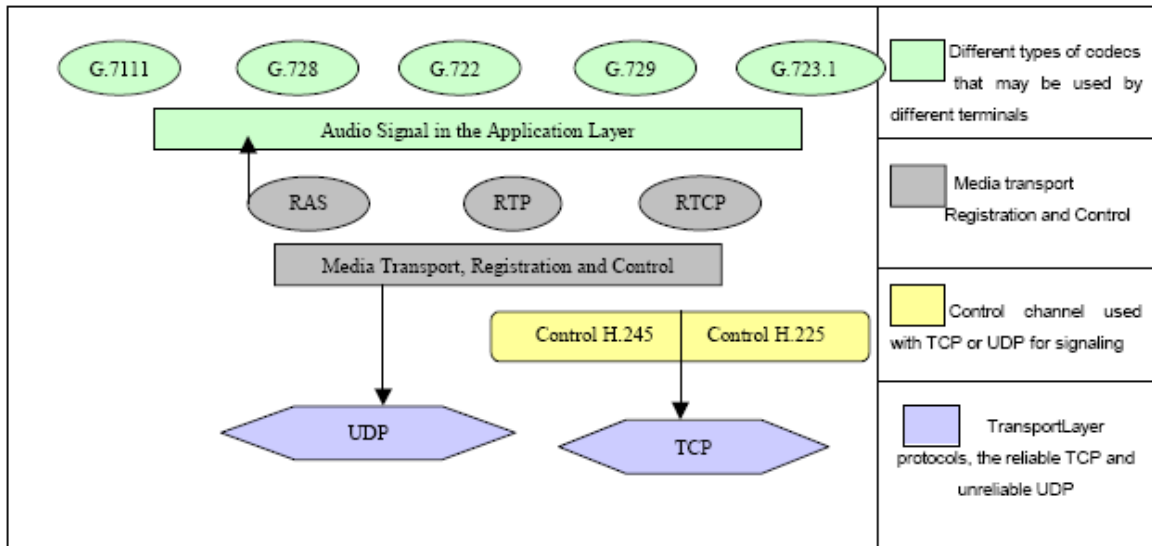 G.7111
G.728
G.722
G.729
G.723.1
Audio Signal in the Application Layer
RAS
RTP
RTCP
Media Transport, Registration and Control
Control H.245
Control H.225
UDP
TCP
Different types of codecs
that may be used by
different terminals
Media transport
Registration and Control
Control channel used
with TCP or UDP for signaling
TransportLayer
protocols, the reliable TCP and
unreliable UDP